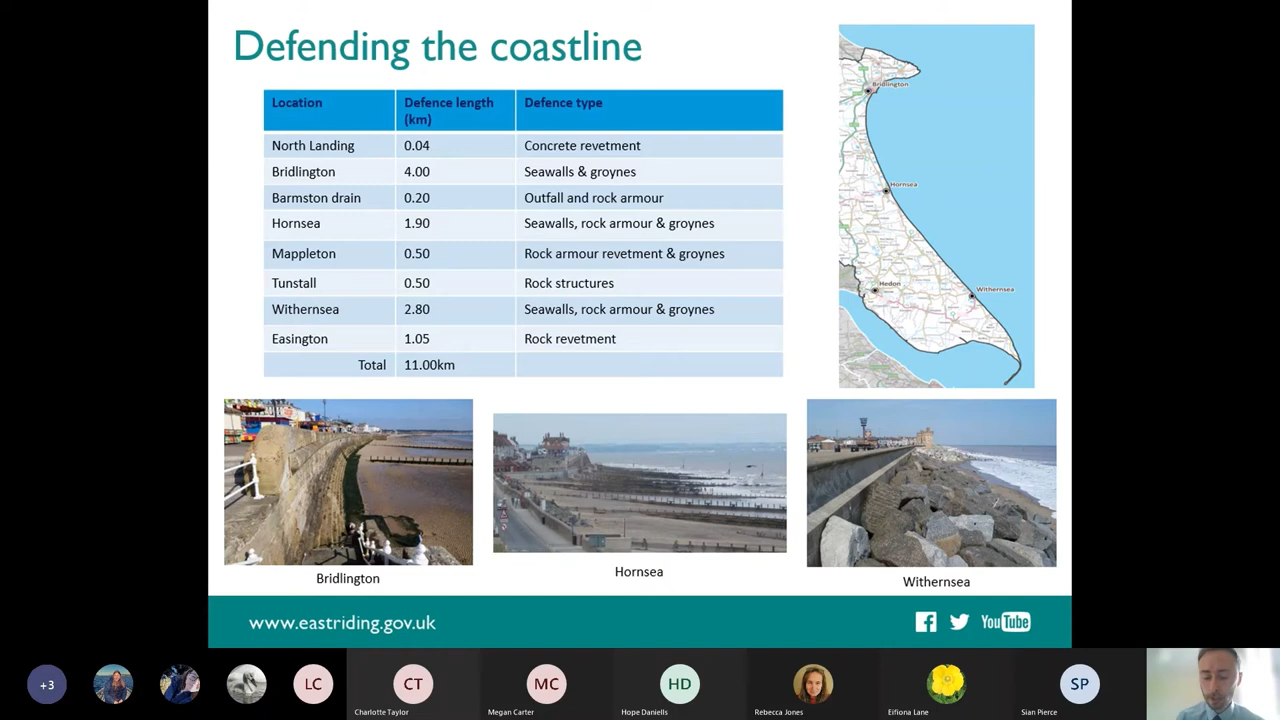 Defending the coastline
Location Defence length (km) Defence type
North Landing 0.04 Concrete revetment
Bridlington 4.00 Seawalls & groynes
Barmston drain 0.20 Outfall and rock armour
Hornsea 1.90 Seawalls, rock armour & groynes
Mappleton 0.50 Rock armour revetment & groynes
Tunstall 0.50 Rock structures
Withernsea 2.80 Seawalls, rock armour & groynes
Easington 1.05 Rock revetment
Total 11.00km
Bridlington
Hornsea
Hedon
Withernsea
Bridlington
Hornsea
Withernsea
www.eastriding.gov.uk
YouTube
+3
LC
CT
MC
HD
SP
Charlotte Taylor
Megan Carter
Hope Daniells
Rebecca Jones
Eifiona Lane
Sian Pierce